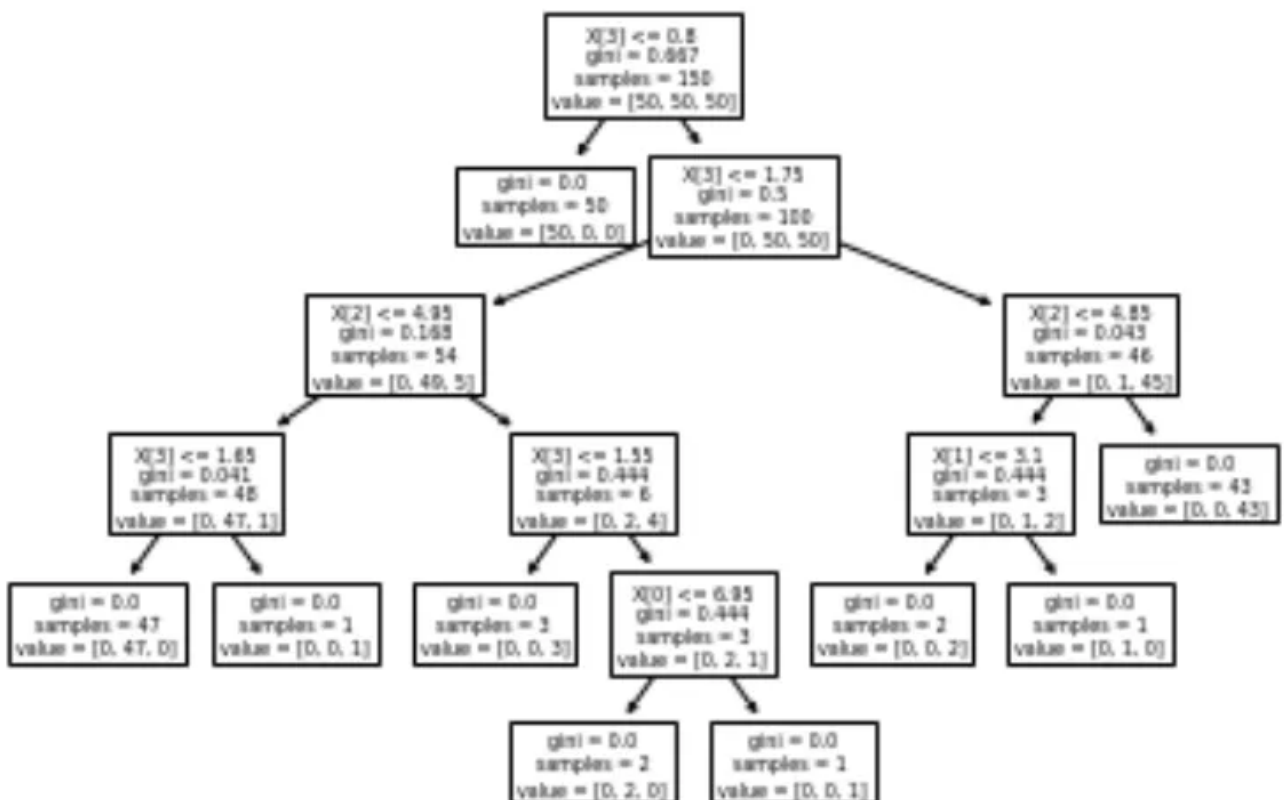 X[3] <= 0.8
gini = 0.667
samples = 150
value = [50, 50, 50]
gini = 0.0
samples = 50
value = [50, 0, 0]
X[3] <= 1.75
gini = 0.5
samples = 100
value = [0, 50, 50]
X[2] <= 4.95
gini = 0.168
samples = 54
value = [0, 49, 5]
X[2] <= 4.85
gini = 0.043
samples = 46
value = [0, 1, 45]
X[3] <= 1.65
gini = 0.041
samples = 48
value = [0, 47, 1]
X[3] <= 1.55
gini = 0.444
samples = 6
value = [0, 2, 4]
X[1] <= 3.1
gini = 0.444
samples = 3
value = [0, 1, 2]
gini = 0.0
samples = 43
value = [0, 0, 43]
gini = 0.0
samples = 47
value = [0, 47, 0]
gini = 0.0
samples = 1
value = [0, 0, 1]
gini = 0.0
samples = 3
value = [0, 0, 3]
X[0] <= 6.95
gini = 0.444
samples = 3
value = [0, 2, 1]
gini = 0.0
samples = 2
value = [0, 0, 2]
gini = 0.0
samples = 1
value = [0, 1, 0]
gini = 0.0
samples = 2
value = [0, 2, 0]
gini = 0.0
samples = 1
value = [0, 0, 1]